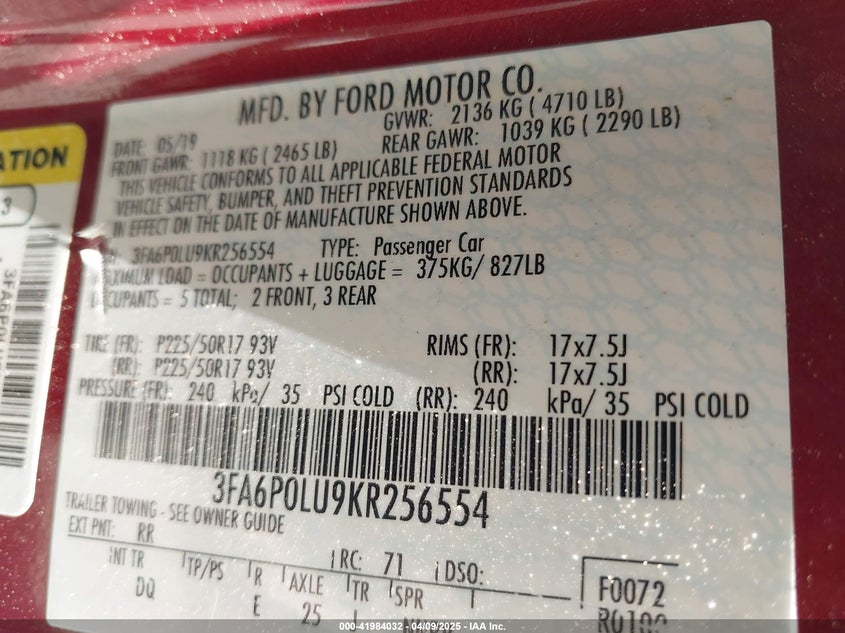 MFD. BY FORD MOTOR CO.
DATE: 05/19 GVWR: 2136 KG ( 4710 LB)
FRONT GAWR: 1118 KG ( 2465 LB) REAR GAWR: 1039 KG ( 2290 LB)
THIS VEHICLE CONFORMS TO ALL APPLICABLE FEDERAL MOTOR
VEHICLE SAFETY, BUMPER, AND THEFT PREVENTION STANDARDS
IN EFFECT ON THE DATE OF MANUFACTURE SHOWN ABOVE.
3FA6P0LU9KR256554 TYPE: Passenger Car
MAXIMUM LOAD = OCCUPANTS + LUGGAGE = 375KG/ 827LB
OCCUPANTS = 5 TOTAL; 2 FRONT, 3 REAR
TIRE (FR): P225/50R17 93V RIMS (FR): 17x7.5J
(RR): P225/50R17 93V (RR): 17x7.5J
PRESSURE (FR): 240 kPa/ 35 PSI COLD (RR): 240 kPa/ 35 PSI COLD
3FA6P0LU9KR256554
TRAILER TOWING - SEE OWNER GUIDE
EXT PNT: RR RC: 71 DSO:
INT TR TP/PS R AXLE TR SPR F0072
DQ E 25
ATION
3
000-41984032 - 04/09/2025 - IAA Inc.